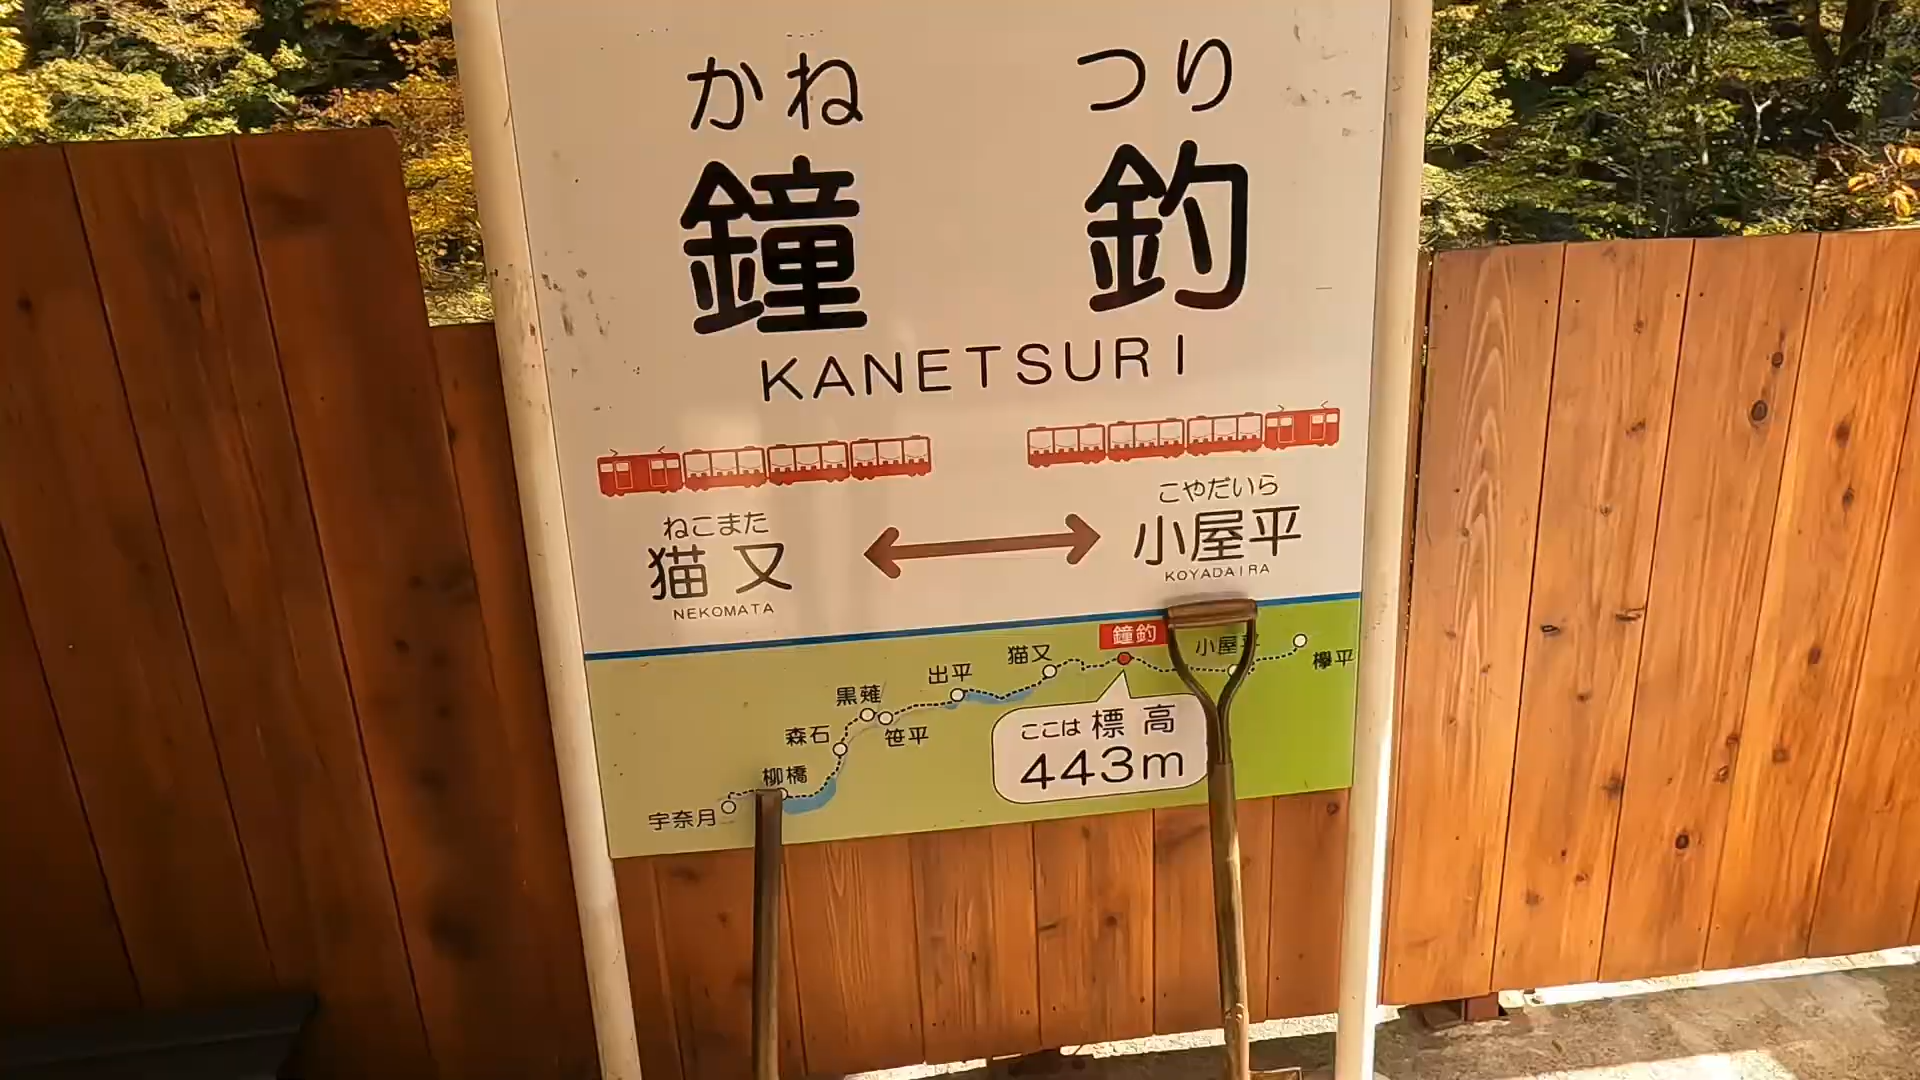 かね つり
鐘 釣
KANETSURI
ねこまた
猫又
NEKOMATA
こやだいら
小屋平
KOYADAIRA
鐘釣
小屋平
欅平
猫又
出平
黒薙
笹平
森石
柳橋
宇奈月
ここは標高
443m